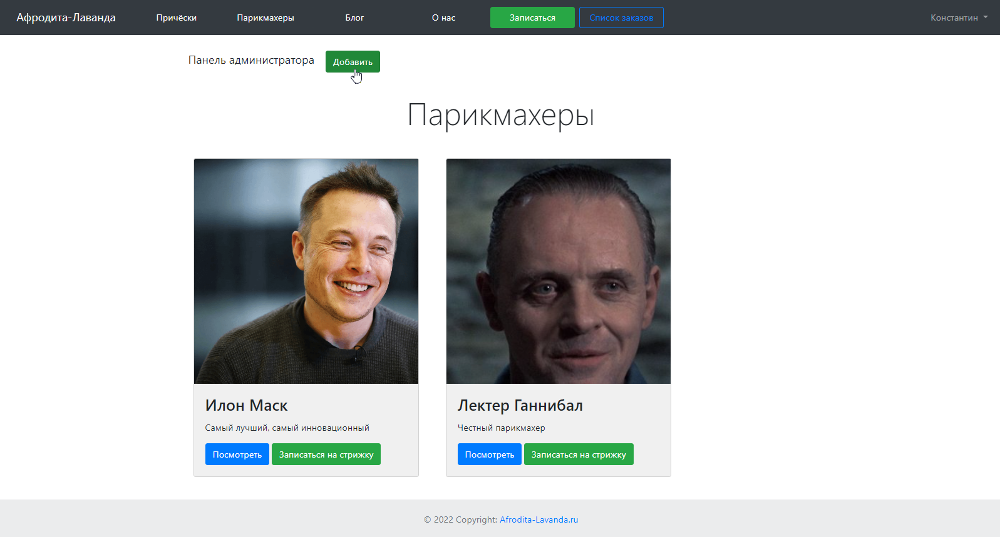 Афродита-Лаванда Причёски Парикмахеры Блог О нас Записаться Список заказов Константин
Панель администратора Добавить
Парикмахеры
Илон Маск
Самый лучший, самый инновационный
Посмотреть Записаться на стрижку
Лектер Ганнибал
Честный парикмахер
Посмотреть Записаться на стрижку
© 2022 Copyright: Afrodita-Lavanda.ru